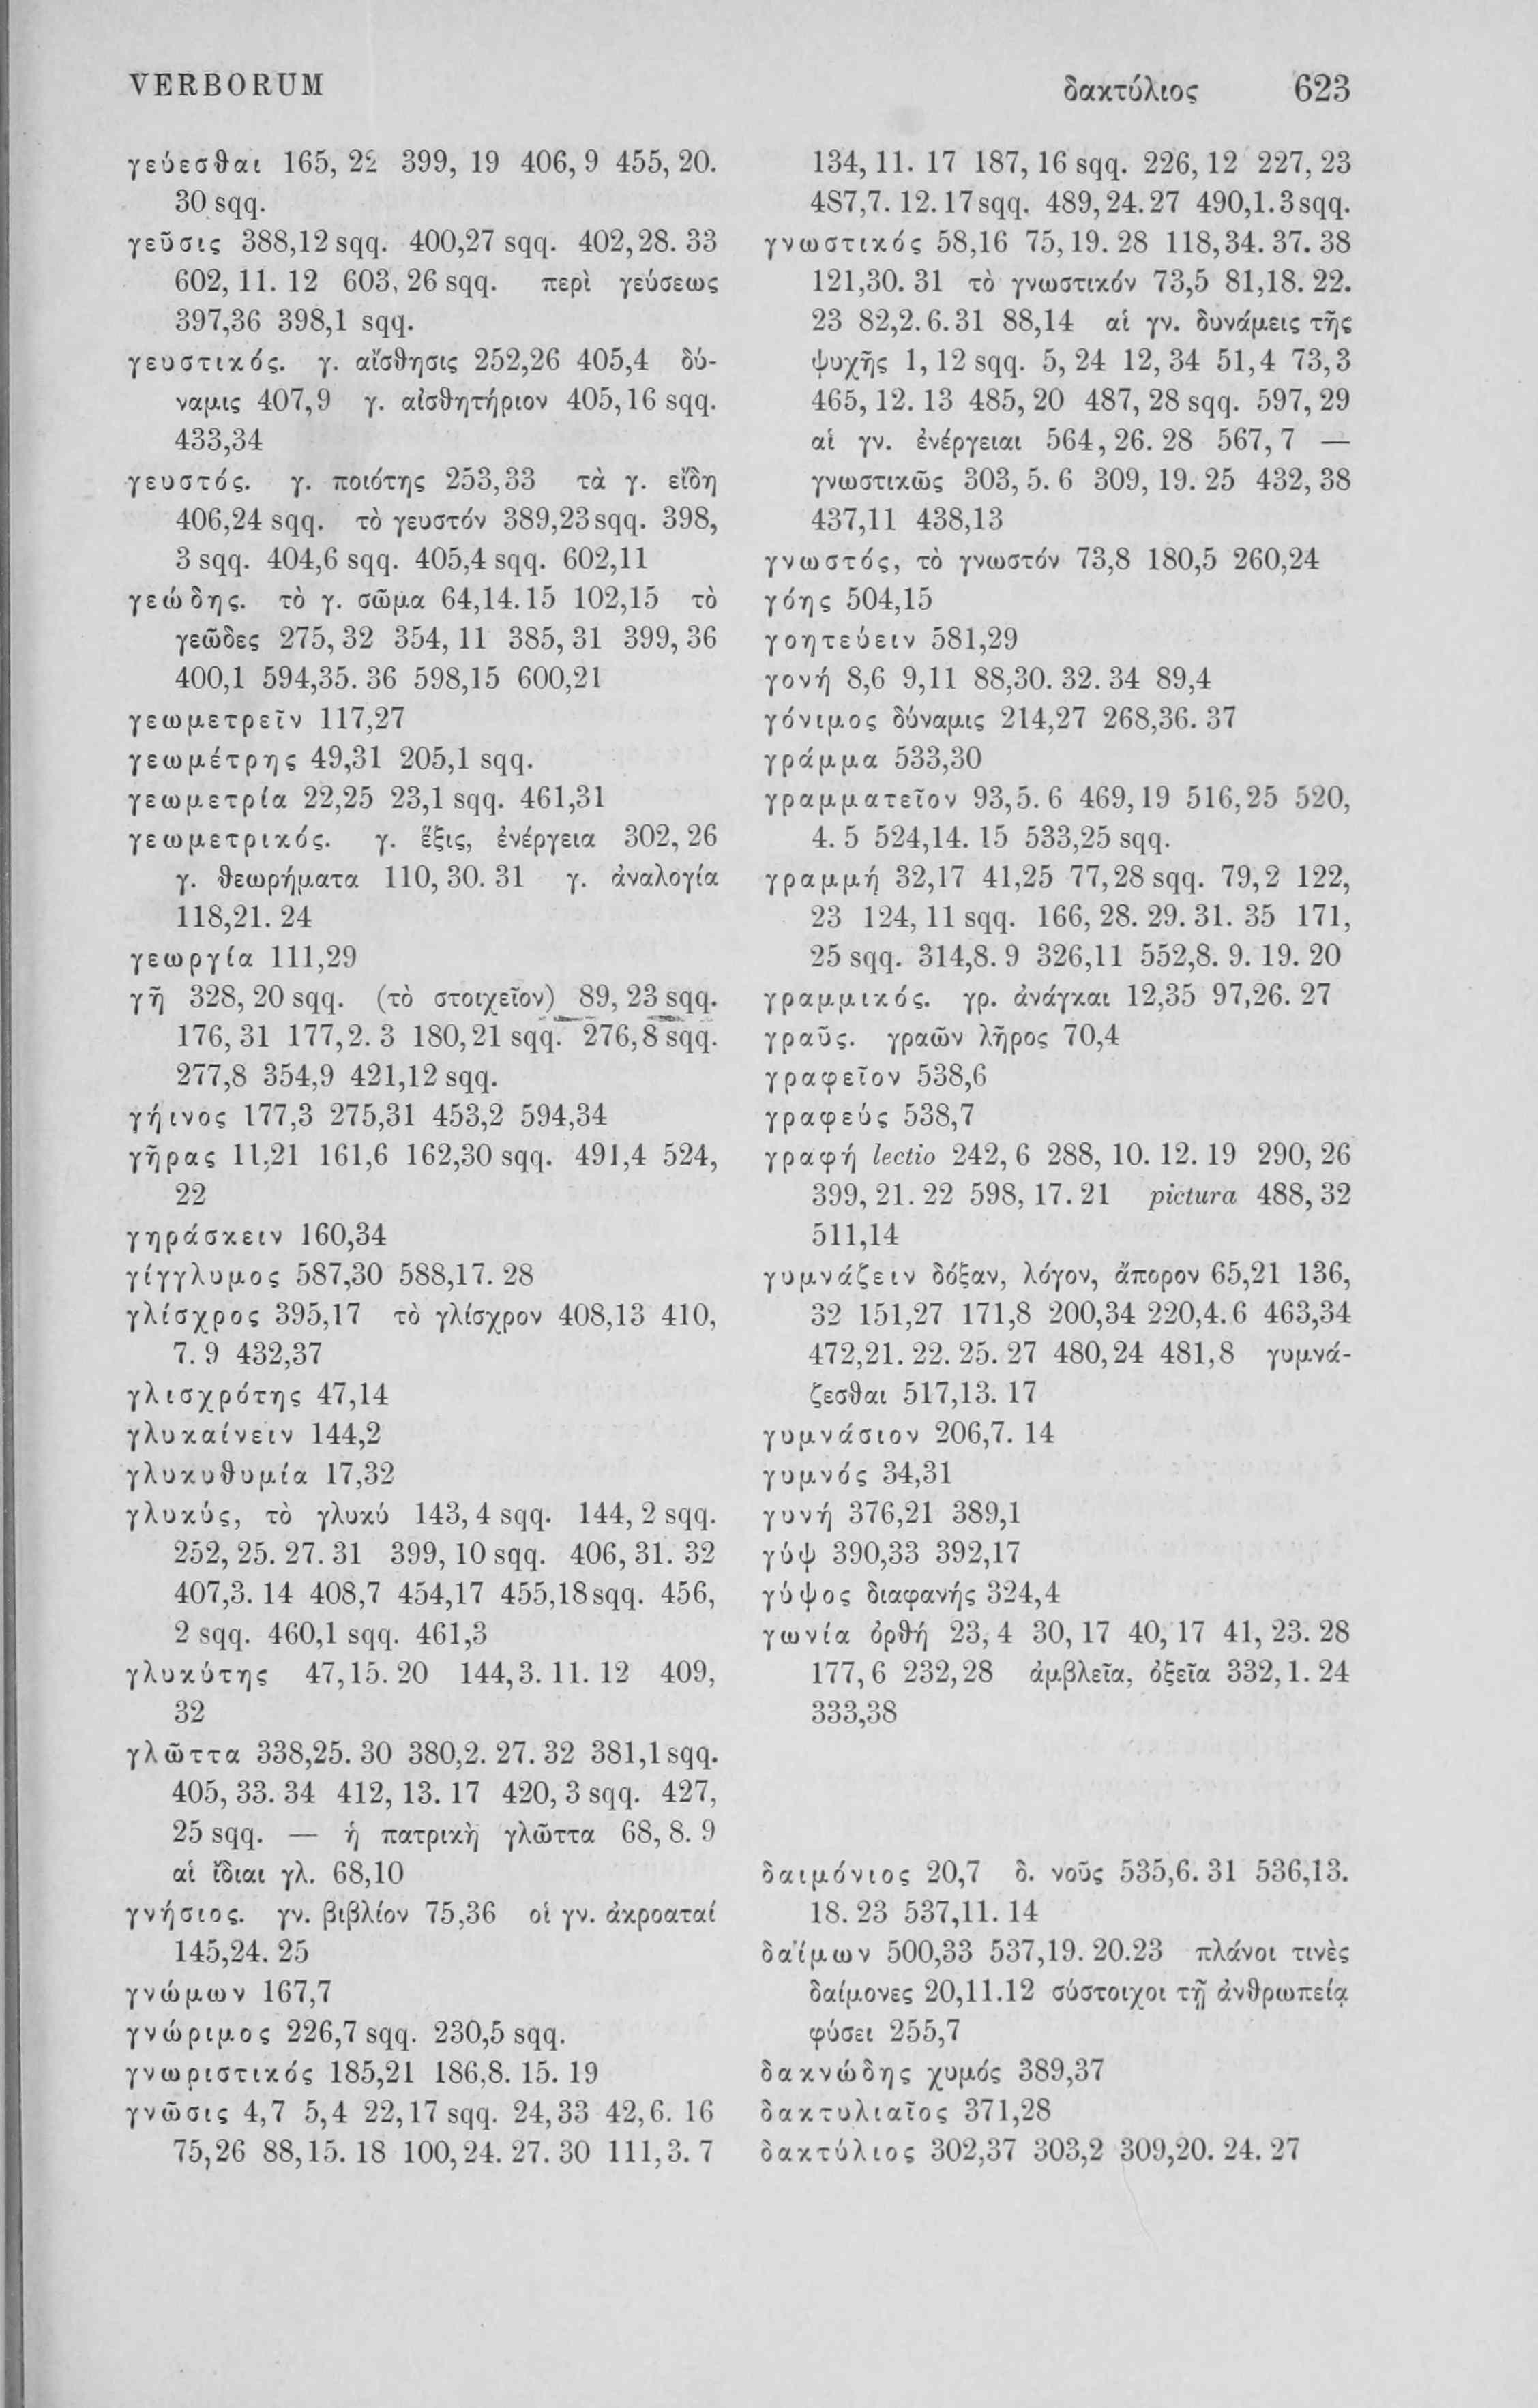 VERBORUM
δακτύλιος 623
γεύεσθαι 165, 22 399, 19 406, 9 455, 20.
30 sqq.
γεῦσις 388,12 sqq. 400,27 sqq. 402,28. 33
602, 11. 12 603, 26 sqq. περὶ γεύσεως
397,36 398,1 sqq.
γευστικός. γ. αἴσθησις 252,26 405,4 δύ-
ναμις 407,9 γ. αἰσθητήριον 405,16 sqq.
433,34
γευστός. γ. ποιότης 253,33 τὰ γ. εἴδη
406,24 sqq. τὸ γευστόν 389,23 sqq. 398,
3 sqq. 404,6 sqq. 405,4 sqq. 602,11
γεώδης. τὸ γ. σῶμα 64,14. 15 102,15 τὸ
γεῶδες 275, 32 354, 11 385, 31 399, 36
400,1 594,35. 36 598,15 600,21
γεωμετρεῖν 117,27
γεωμέτρης 49,31 205,1 sqq.
γεωμετρία 22,25 23,1 sqq. 461,31
γεωμετρικός. γ. ἕξις, ἐνέργεια 302, 26
γ. θεωρήματα 110, 30. 31 γ. ἀναλογία
118,21. 24
γεωργία 111,29
γῆ 328, 20 sqq. (τὸ στοιχεῖον) 89, 23 sqq.
176, 31 177,2. 3 180,21 sqq. 276,8 sqq.
277,8 354,9 421,12 sqq.
γήινος 177,3 275,31 453,2 594,34
γῆρας 11,21 161,6 162,30 sqq. 491,4 524,
22
γηράσκειν 160,34
γίγγλυμος 587,30 588,17. 28
γλίσχρος 395,17 τὸ γλίσχρον 408,13 410,
7. 9 432,37
γλισχρότης 47,14
γλυκαίνειν 144,2
γλυκυθυμία 17,32
γλυκύς, τὸ γλυκύ 143, 4 sqq. 144, 2 sqq.
252, 25. 27. 31 399, 10 sqq. 406, 31. 32
407,3. 14 408,7 454,17 455,18 sqq. 456,
2 sqq. 460,1 sqq. 461,3
γλυκύτης 47,15. 20 144,3. 11. 12 409,
32
γλῶττα 338,25. 30 380,2. 27. 32 381,1 sqq.
405, 33. 34 412, 13. 17 420, 3 sqq. 427,
25 sqq. — ἡ πατρικὴ γλῶττα 68, 8. 9
αἱ ἴδιαι γλ. 68,10
γνήσιος. γν. βιβλίον 75,36 οἱ γν. ἀκροαταί
145,24. 25
γνώμων 167,7
γνώριμος 226,7 sqq. 230,5 sqq.
γνωριστικός 185,21 186,8. 15. 19
γνῶσις 4,7 5,4 22,17 sqq. 24,33 42,6. 16
75,26 88,15. 18 100,24. 27. 30 111,3. 7
134, 11. 17 187, 16 sqq. 226, 12 227, 23
487,7. 12. 17 sqq. 489,24. 27 490,1. 3 sqq.
γνωστικός 58,16 75,19. 28 118,34. 37. 38
121,30. 31 τὸ γνωστικόν 73,5 81,18. 22.
23 82,2. 6. 31 88,14 αἱ γν. δυνάμεις τῆς
ψυχῆς 1, 12 sqq. 5, 24 12, 34 51, 4 73, 3
465, 12. 13 485, 20 487, 28 sqq. 597, 29
αἱ γν. ἐνέργειαι 564, 26. 28 567, 7 —
γνωστικῶς 303, 5. 6 309, 19. 25 432, 38
437,11 438,13
γνωστός, τὸ γνωστόν 73,8 180,5 260,24
γόης 504,15
γοητεύειν 581,29
γονή 8,6 9,11 88,30. 32. 34 89,4
γόνιμος δύναμις 214,27 268,36. 37
γράμμα 533,30
γραμματεῖον 93,5. 6 469,19 516,25 520,
4. 5 524,14. 15 533,25 sqq.
γραμμή 32,17 41,25 77,28 sqq. 79,2 122,
23 124, 11 sqq. 166, 28. 29. 31. 35 171,
25 sqq. 314,8. 9 326,11 552,8. 9. 19. 20
γραμμικός. γρ. ἀνάγκαι 12,35 97,26. 27
γραῦς. γραῶν λῆρος 70,4
γραφεῖον 538,6
γραφεύς 538,7
γραφή lectio 242, 6 288, 10. 12. 19 290, 26
399, 21. 22 598, 17. 21 pictura 488, 32
511,14
γυμνάζειν δόξαν, λόγον, ἄπορον 65,21 136,
32 151,27 171,8 200,34 220,4. 6 463,34
472,21. 22. 25. 27 480,24 481,8 γυμνά-
ζεσθαι 517,13. 17
γυμνάσιον 206,7. 14
γυμνός 34,31
γυνή 376,21 389,1
γύψ 390,33 392,17
γύψος διαφανής 324,4
γωνία ὀρθή 23, 4 30, 17 40, 17 41, 23. 28
177, 6 232, 28 ἀμβλεῖα, ὀξεῖα 332, 1. 24
333,38
δαιμόνιος 20,7 δ. νοῦς 535,6. 31 536,13.
18. 23 537,11. 14
δαίμων 500,33 537,19. 20. 23 πλάνοι τινὲς
δαίμονες 20,11. 12 σύστοιχοι τῇ ἀνθρωπείᾳ
φύσει 255,7
δακνώδης χυμός 389,37
δακτυλιαῖος 371,28
δακτύλιος 302,37 303,2 309,20. 24. 27